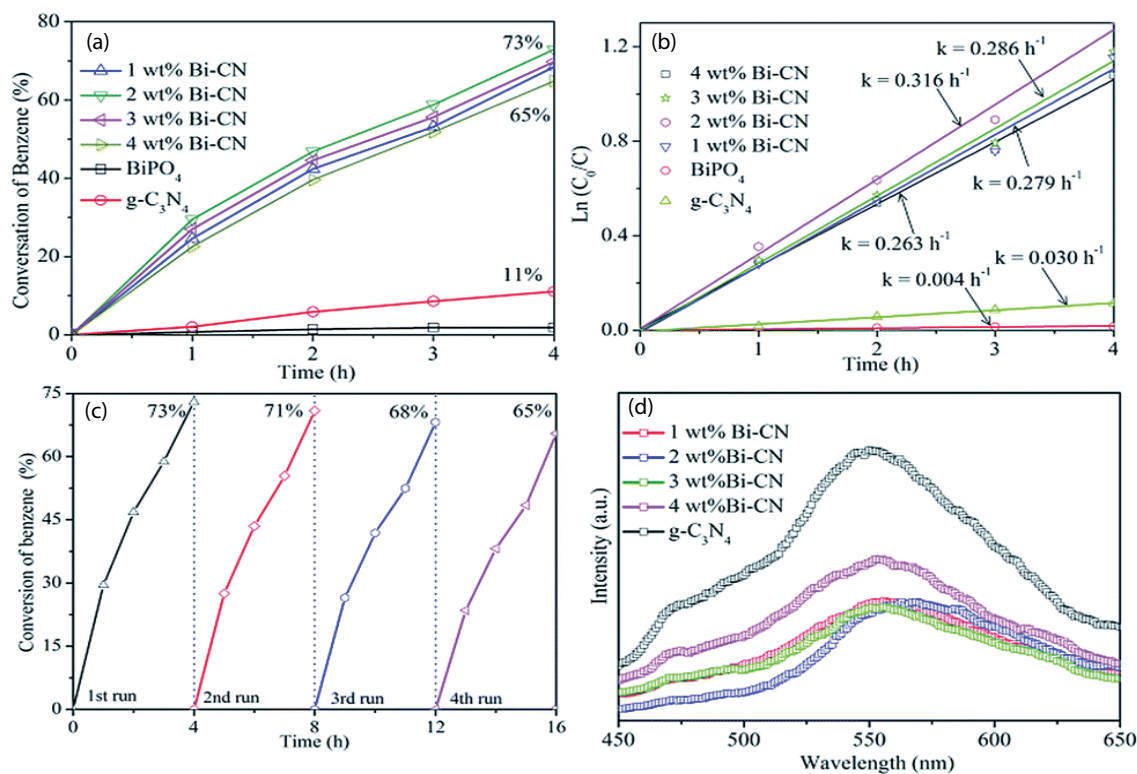 (a)
73%
1 wt% Bi-CN
2 wt% Bi-CN
3 wt% Bi-CN
4 wt% Bi-CN
BiPO₄
g-C₃N₄
65%
11%
Conversation of Benzene (%)
80
60
40
20
0
0 1 2 3 4
Time (h)
(b)
k = 0.286 h⁻¹
k = 0.316 h⁻¹
4 wt% Bi-CN
3 wt% Bi-CN
2 wt% Bi-CN
1 wt% Bi-CN
BiPO₄
g-C₃N₄
k = 0.279 h⁻¹
k = 0.263 h⁻¹
k = 0.030 h⁻¹
k = 0.004 h⁻¹
Ln (C₀/C)
1.2
0.8
0.4
0.0
0 1 2 3 4
Time (h)
(c)
73% 71% 68% 65%
Conversion of benzene (%)
75
60
45
30
15
0
1st run 2nd run 3rd run 4th run
0 4 8 12 16
Time (h)
(d)
1 wt% Bi-CN
2 wt%Bi-CN
3 wt%Bi-CN
4 wt%Bi-CN
g-C₃N₄
Intensity (a.u.)
450 500 550 600 650
Wavelength (nm)